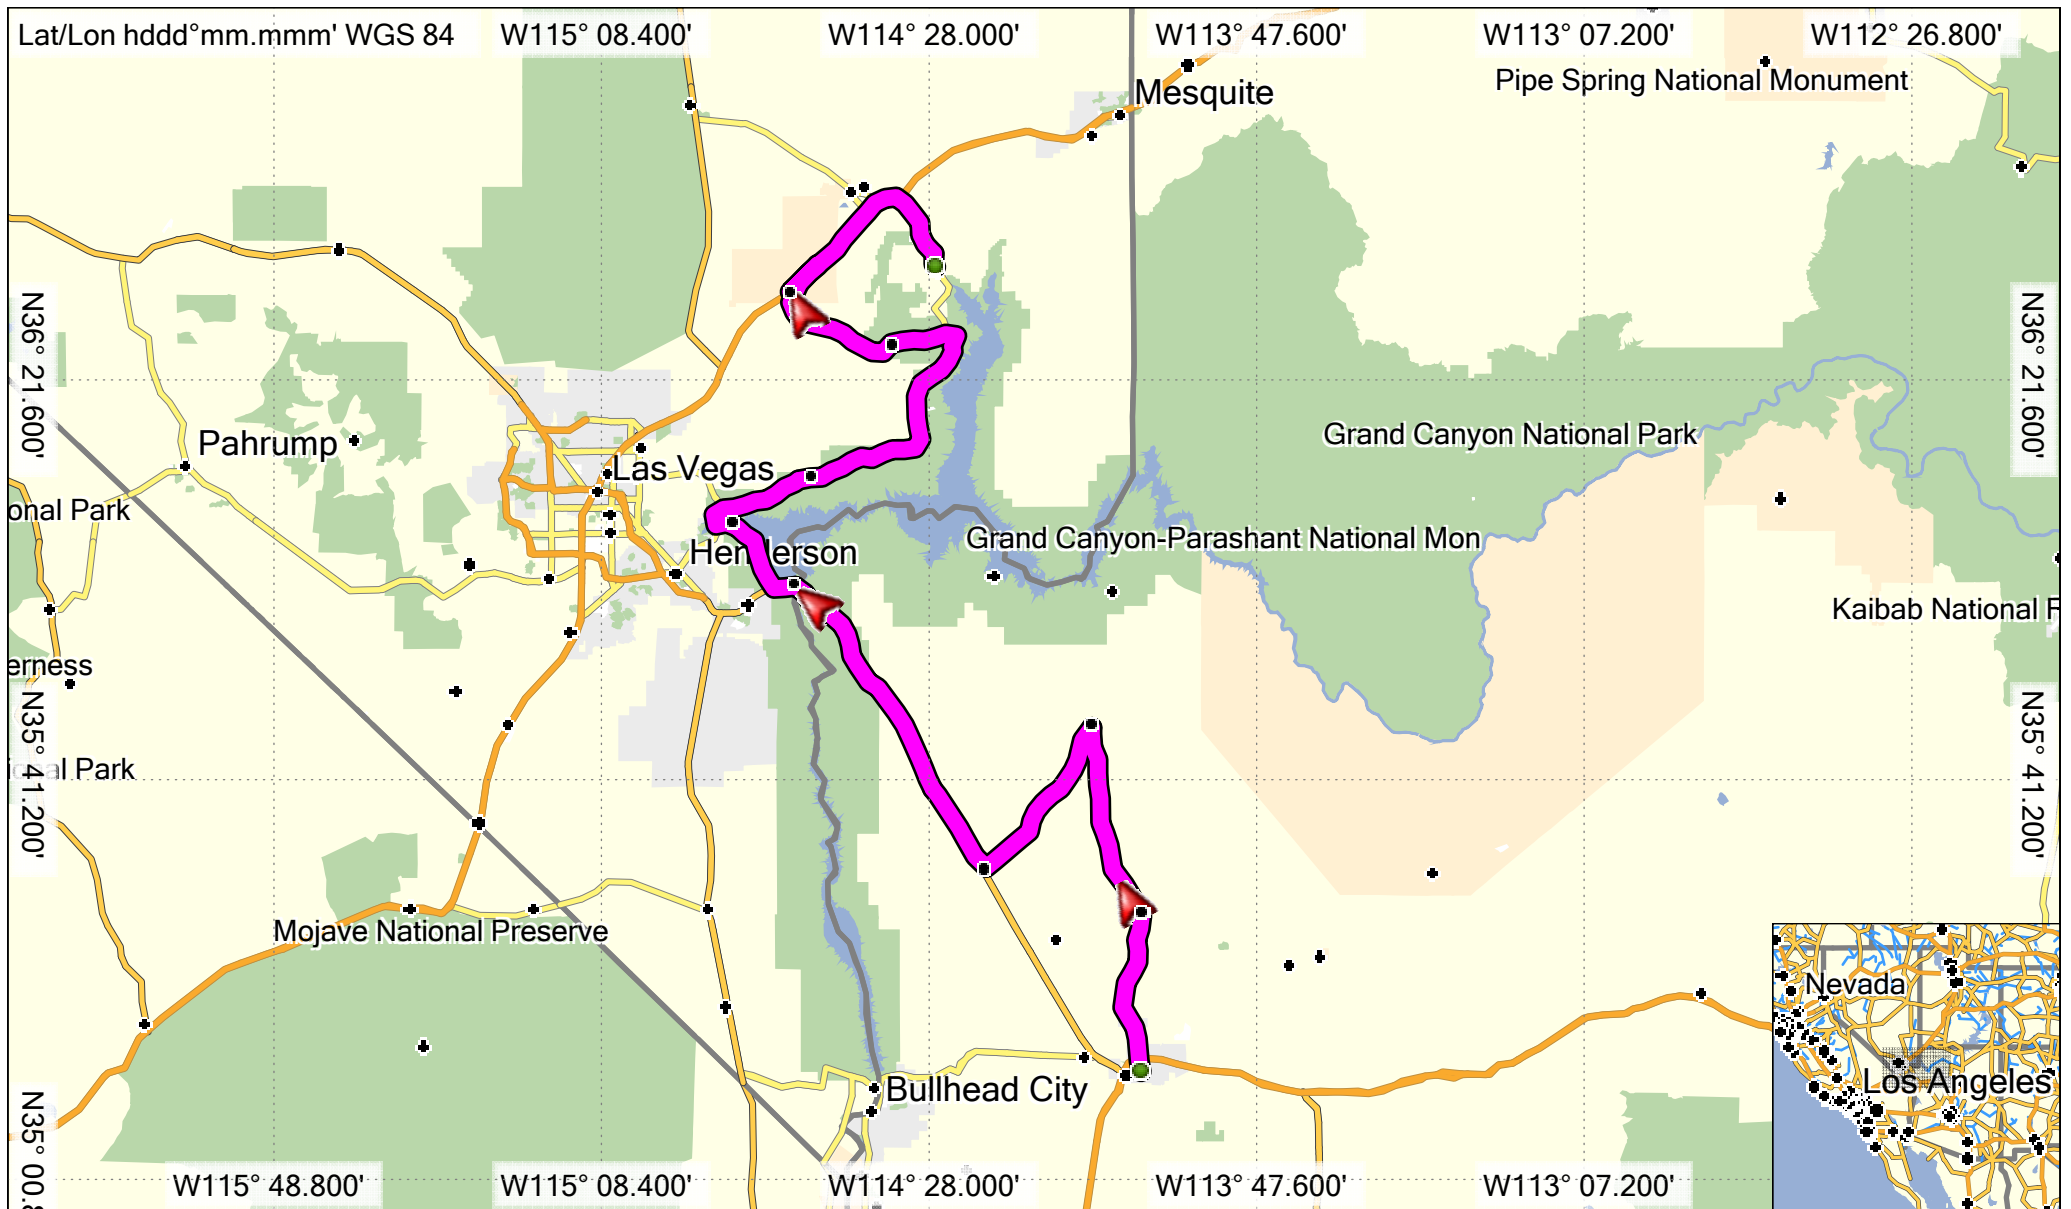 Lat/Lon hddd°mm.mmm' WGS 84
W115° 08.400'
W114° 28.000'
W113° 47.600'
W113° 07.200'
W112° 26.800'
Mesquite
Pipe Spring National Monument
N36° 21.600'
N36° 21.600'
Pahrump
Las Vegas
Grand Canyon National Park
onal Park
Henderson
Grand Canyon-Parashant National Mon
Kaibab National F
erness
N35° 41.200'
N35° 41.200'
al Park
Mojave National Preserve
Nevada
Los Angeles
Bullhead City
N35° 00.8
W115° 48.800'
W115° 08.400'
W114° 28.000'
W113° 47.600'
W113° 07.200'